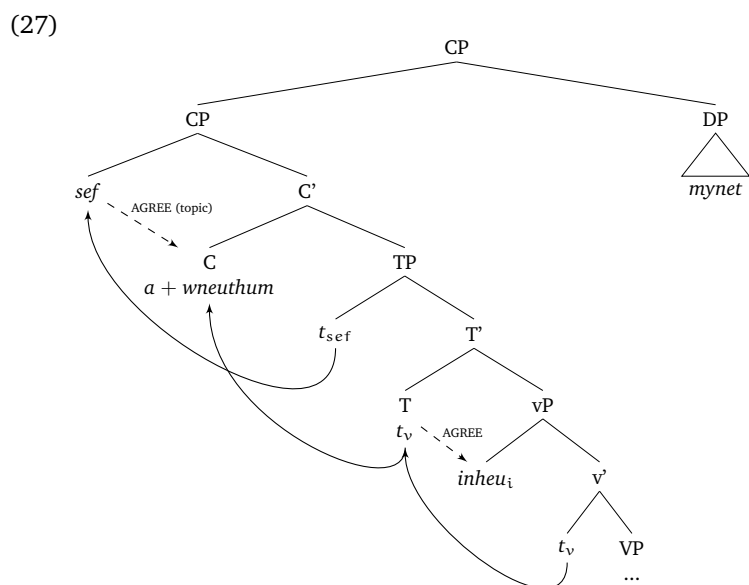 (27)
CP
CP DP
sef AGREE (topic) C' mynet
C TP
a + wneuthum
t_sef T'
T vP
t_v AGREE
inheu_i v'
t_v VP
...